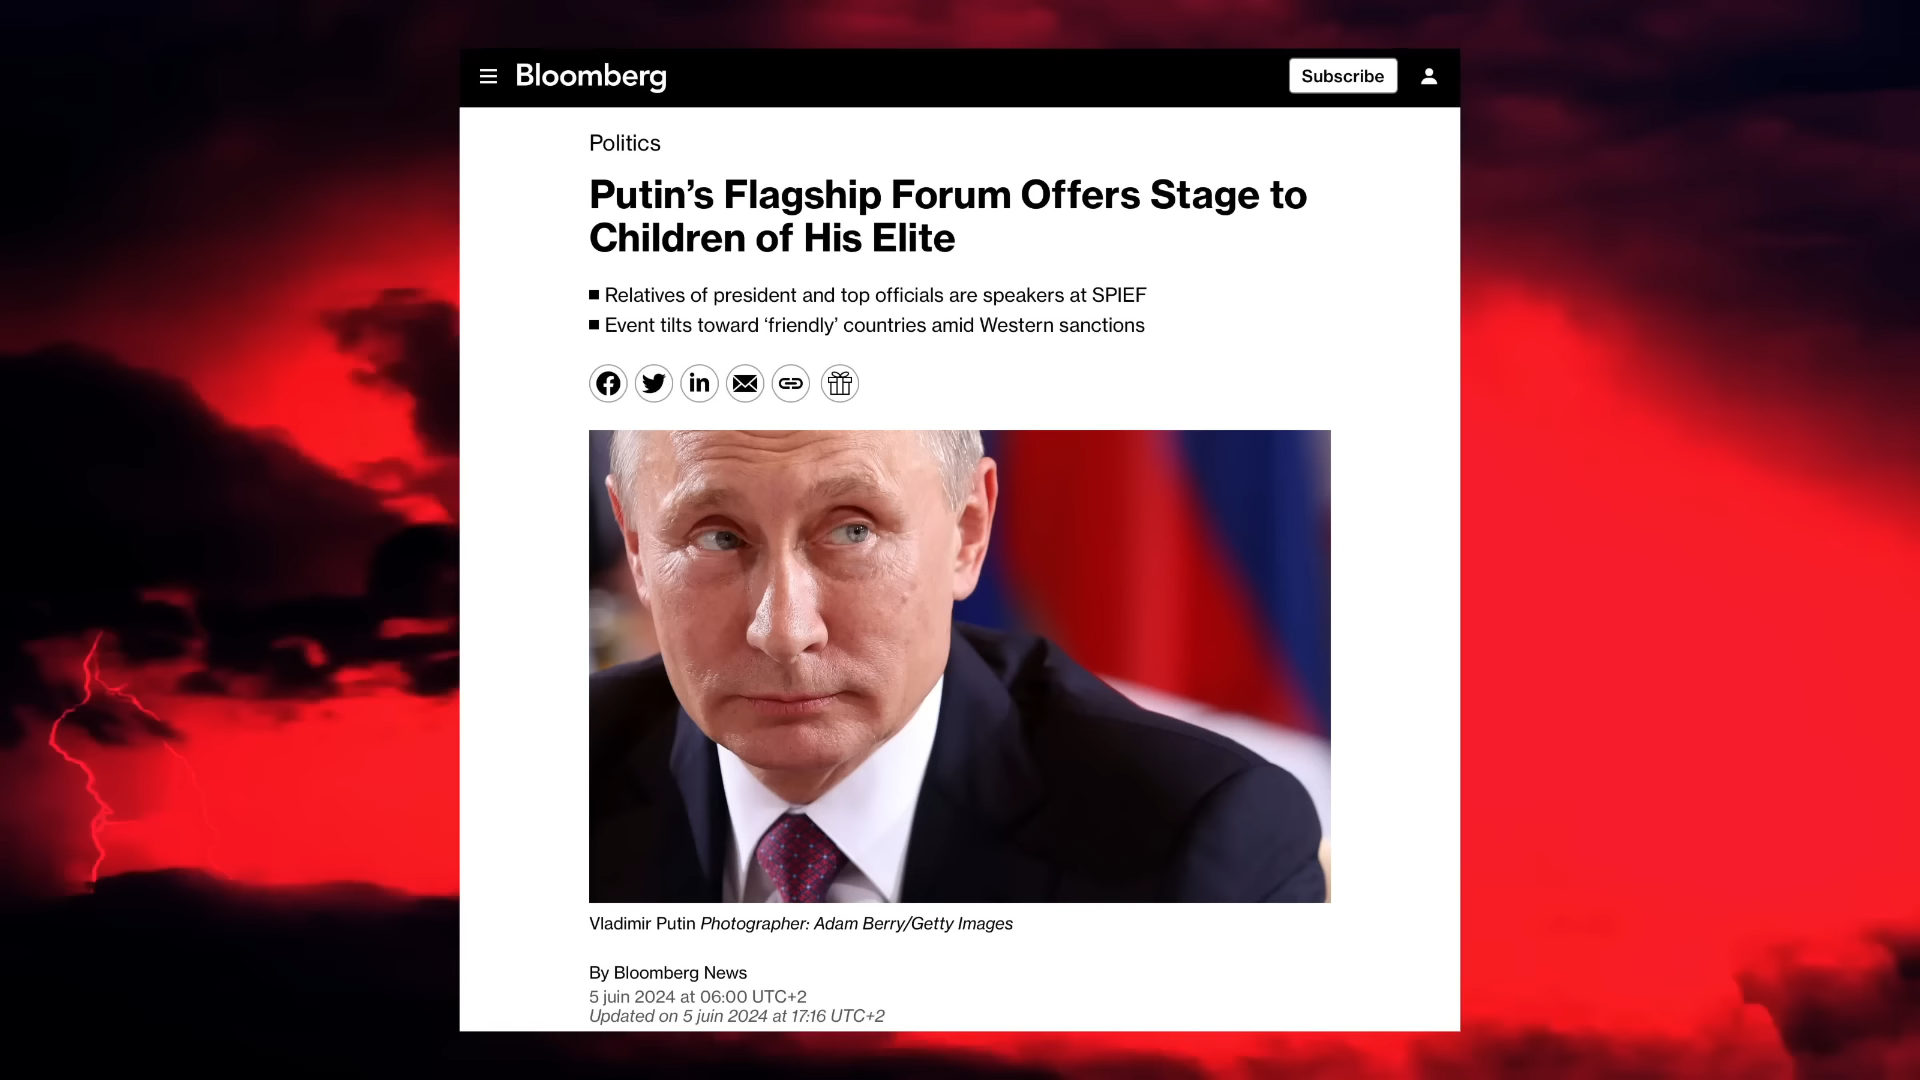 Bloomberg
Subscribe
Politics
Putin’s Flagship Forum Offers Stage to
Children of His Elite
Relatives of president and top officials are speakers at SPIEF
Event tilts toward ‘friendly’ countries amid Western sanctions
Vladimir Putin Photographer: Adam Berry/Getty Images
By Bloomberg News
5 juin 2024 at 06:00 UTC+2
Updated on 5 juin 2024 at 17:16 UTC+2